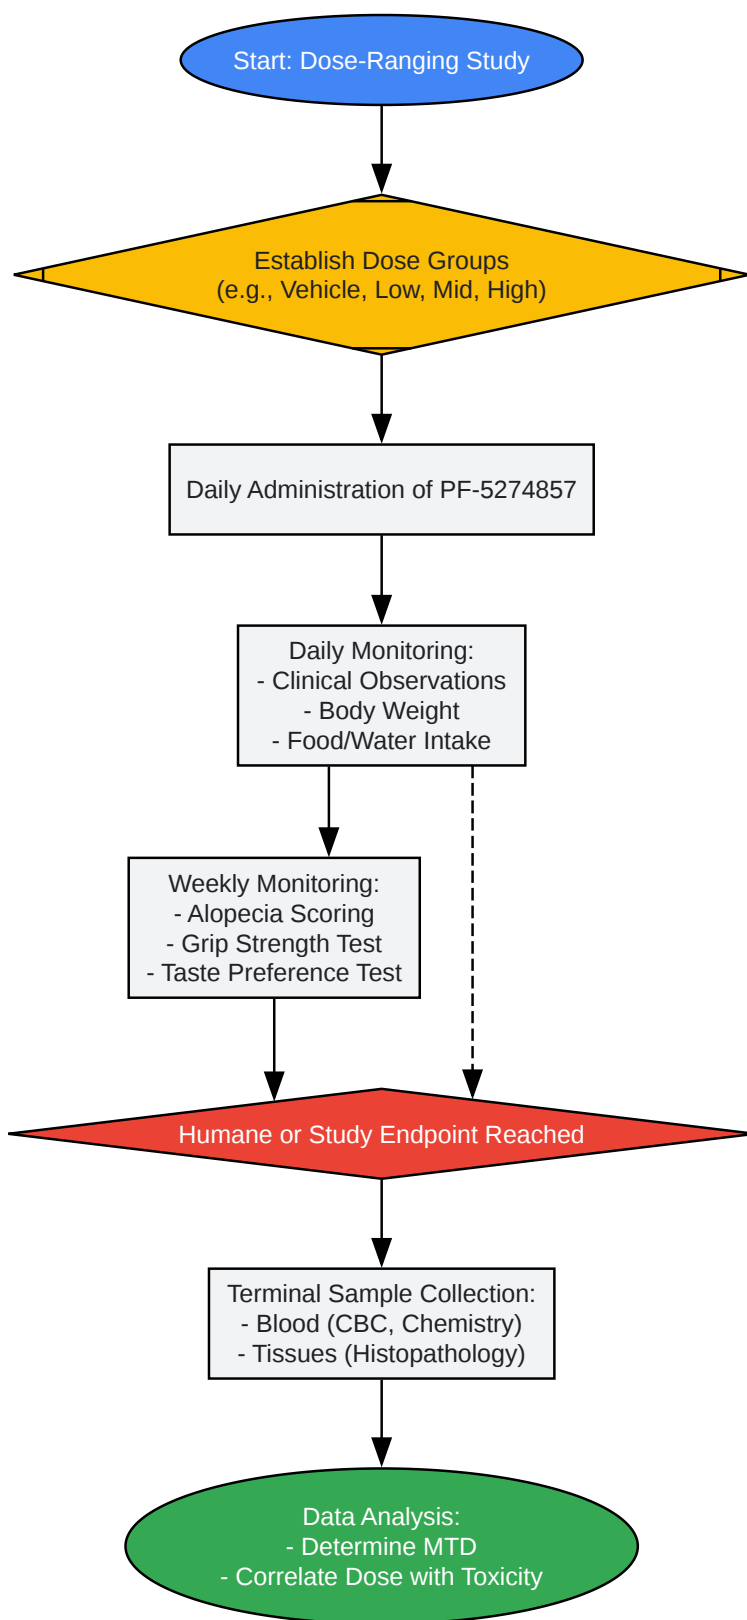 Start: Dose-Ranging Study
Establish Dose Groups
(e.g., Vehicle, Low, Mid, High)
Daily Administration of PF-5274857
Daily Monitoring:
- Clinical Observations
- Body Weight
- Food/Water Intake
Weekly Monitoring:
- Alopecia Scoring
- Grip Strength Test
- Taste Preference Test
Humane or Study Endpoint Reached
Terminal Sample Collection:
- Blood (CBC, Chemistry)
- Tissues (Histopathology)
Data Analysis:
- Determine MTD
- Correlate Dose with Toxicity